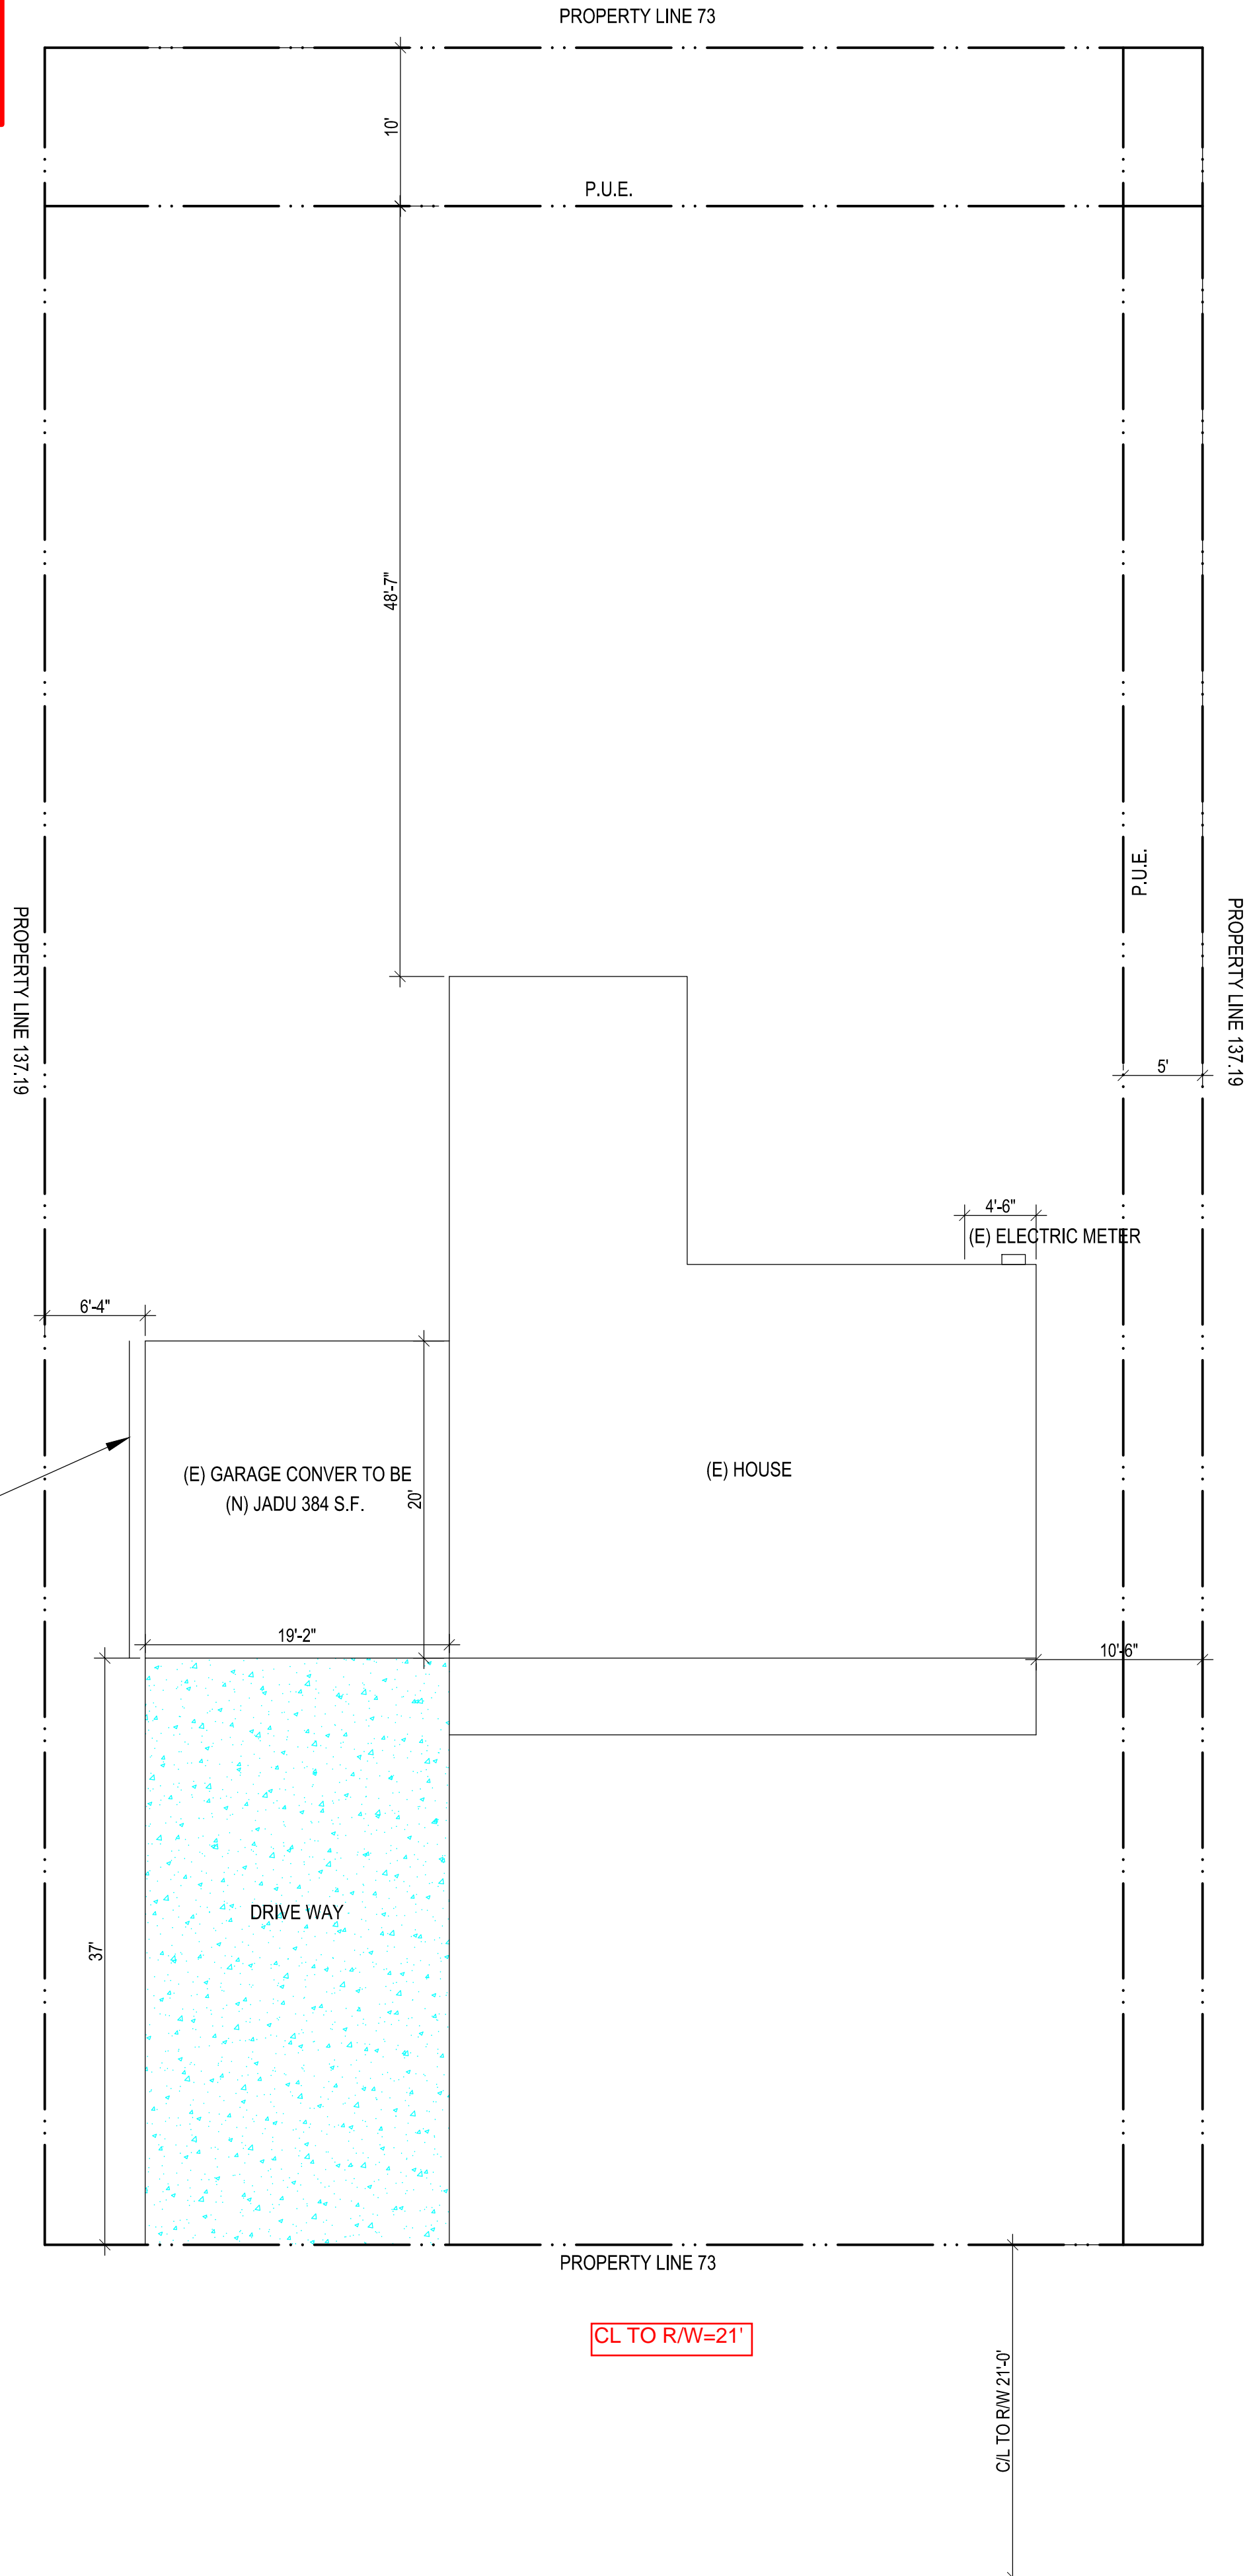 PROPERTY LINE 73
10'
P.U.E.
48'-7"
PROPERTY LINE 137.19
P.U.E.
PROPERTY LINE 137.19
5'
4'-6"
(E) ELECTRIC METER
6'-4"
(E) GARAGE CONVER TO BE
(N) JADU 384 S.F.
20'
(E) HOUSE
19'-2"
10'-6"
DRIVE WAY
37'
PROPERTY LINE 73
CL TO R/W=21'
C/L TO R/W 21'-0'